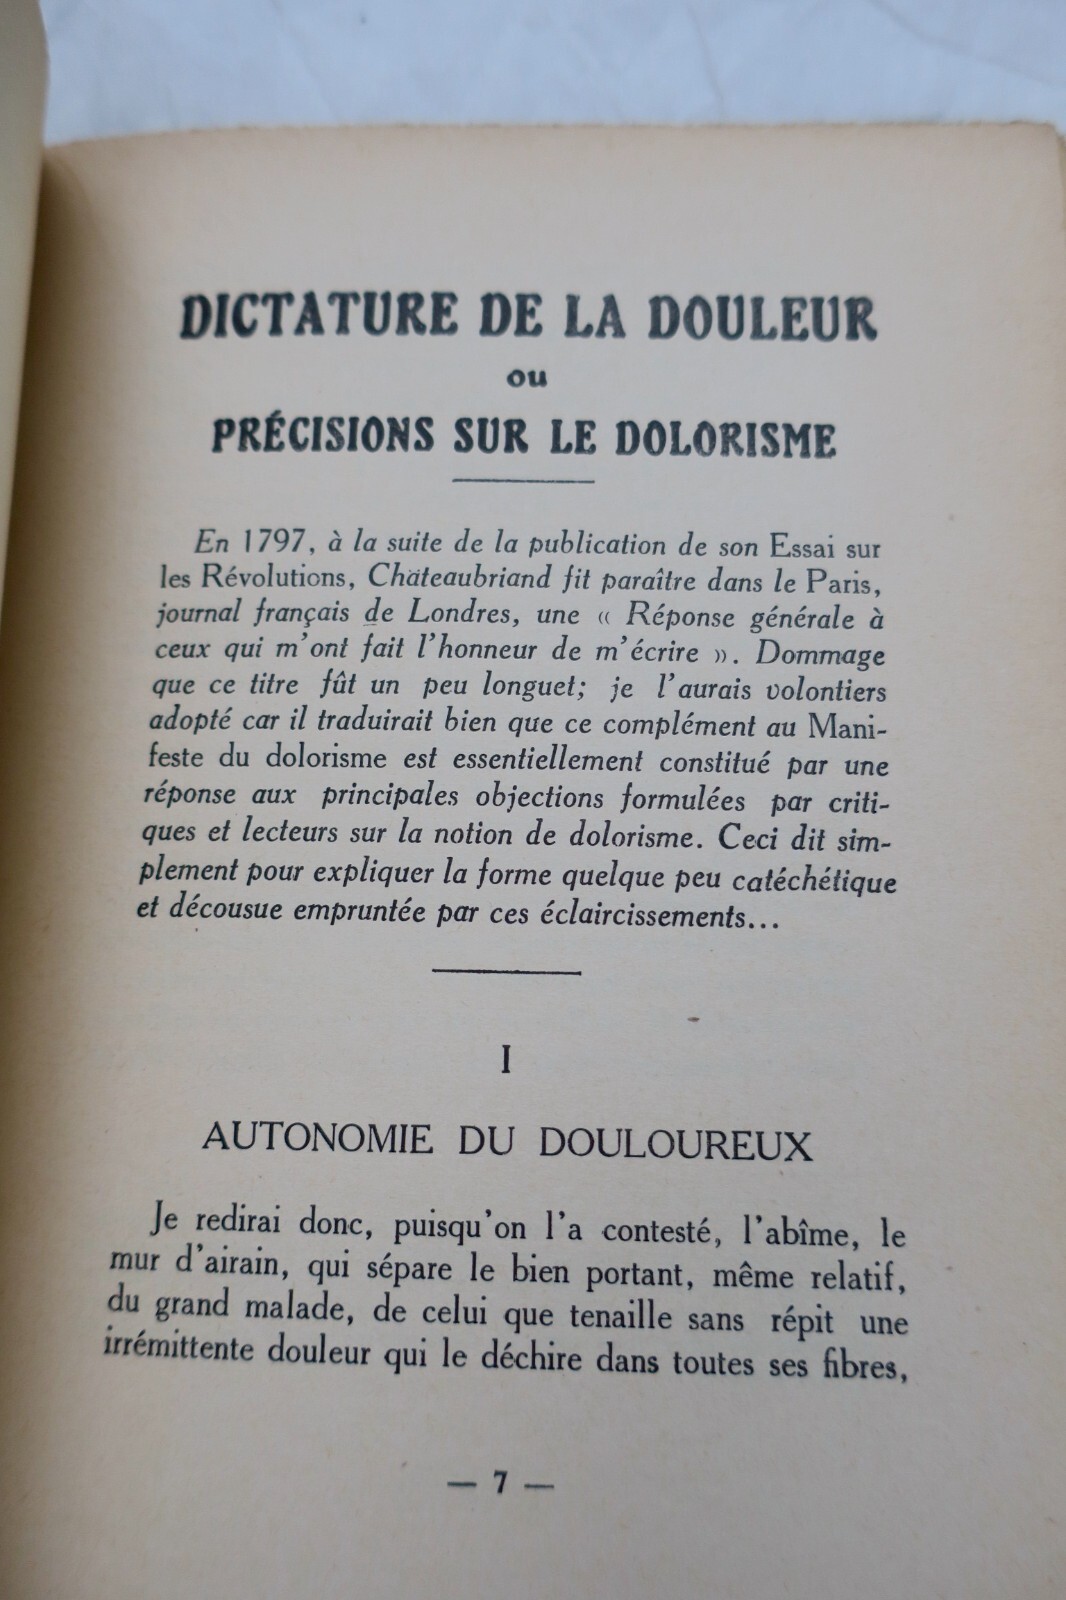 DICTATURE DE LA DOULEUR
ou
PRÉCISIONS SUR LE DOLORISME
En 1797, à la suite de la publication de son Essai sur
les Révolutions, Châteaubriand fit paraître dans le Paris,
journal français de Londres, une « Réponse générale à
ceux qui m'ont fait l'honneur de m'écrire ». Dommage
que ce titre fût un peu longuet; je l'aurais volontiers
adopté car il traduirait bien que ce complément au Mani-
feste du dolorisme est essentiellement constitué par une
réponse aux principales objections formulées par criti-
ques et lecteurs sur la notion de dolorisme. Ceci dit sim-
plement pour expliquer la forme quelque peu catéchétique
et décousue empruntée par ces éclaircissements...
I
AUTONOMIE DU DOULOUREUX
Je redirai donc, puisqu'on l'a contesté, l'abîme, le
mur d'airain, qui sépare le bien portant, même relatif,
du grand malade, de celui que tenaille sans répit une
irrémittente douleur qui le déchire dans toutes ses fibres,
— 7 —